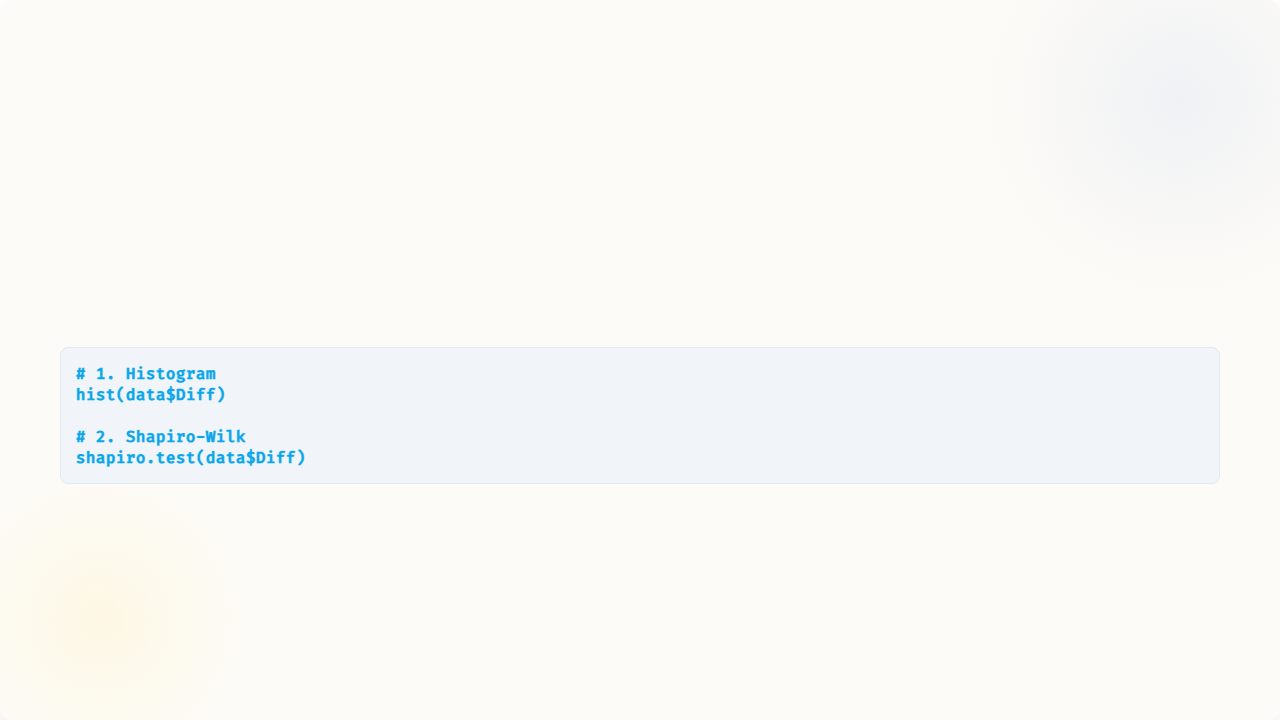 # 1. Histogram
hist(data$Diff)
# 2. Shapiro-Wilk
shapiro.test(data$Diff)